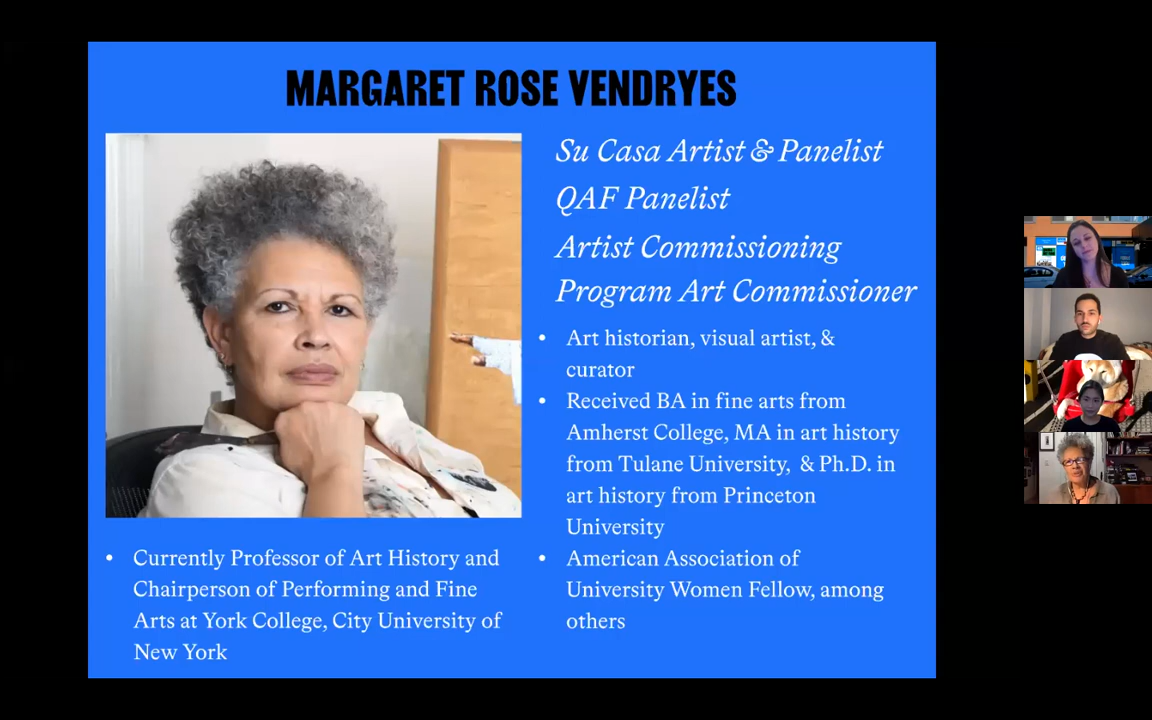 MARGARET ROSE VENDRYES
Su Casa Artist & Panelist
QAF Panelist
Artist Commissioning
Program Art Commissioner
• Art historian, visual artist, &
curator
• Received BA in fine arts from
Amherst College, MA in art history
from Tulane University, & Ph.D. in
art history from Princeton
University
• American Association of
University Women Fellow, among
others
• Currently Professor of Art History and
Chairperson of Performing and Fine
Arts at York College, City University of
New York